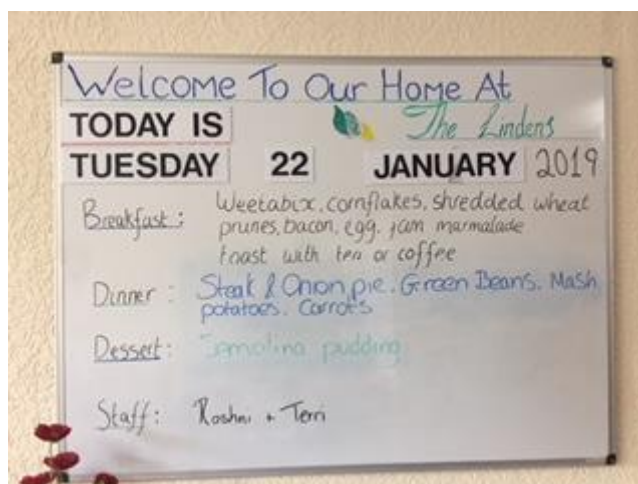 Welcome To Our Home At
TODAY IS The Lindens
TUESDAY 22 JANUARY 2019
Breakfast: Weetabix, cornflakes, shredded wheat
prunes, bacon, egg, jam marmalade
toast with tea or coffee
Dinner: Steak & Onion pie. Green Beans. Mash
potatoes. Carrots
Dessert: Semolina pudding
Staff: Roshni + Terri